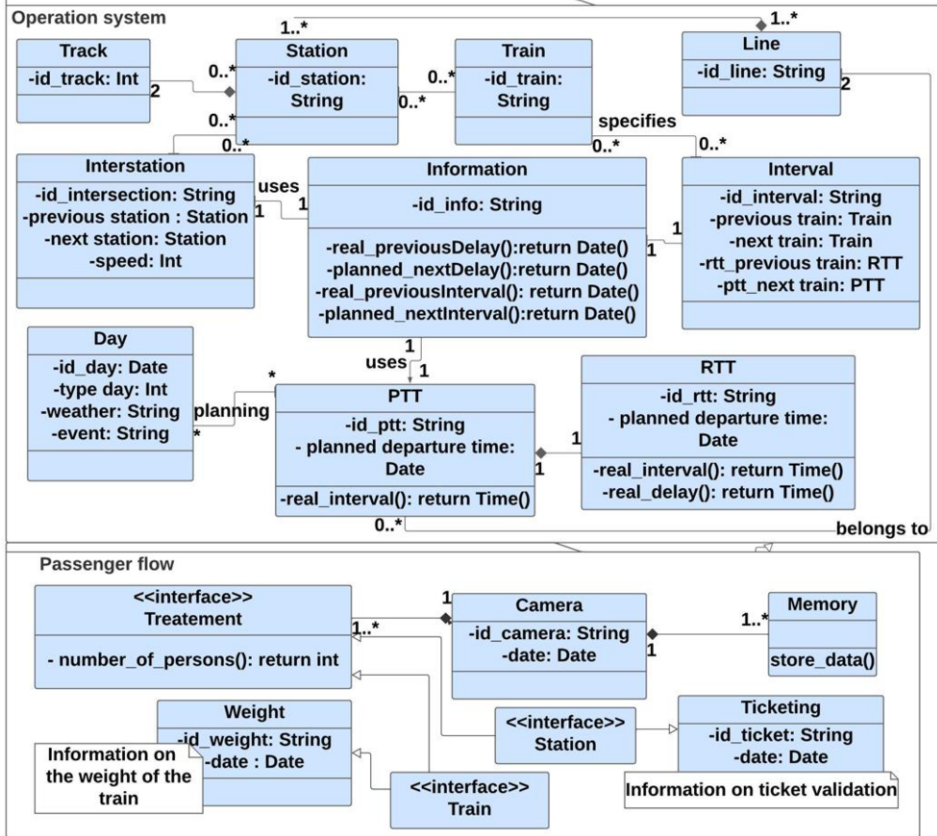 Operation system
1..*
1..*
Track
-id_track: Int
2
0..*
Station
-id_station:
String
0..*
0..*
Train
-id_train:
String
Line
-id_line: String
2
0..*
0..*
specifies
0..*
0..*
Interstation
-id_intersection: String
-previous station : Station
-next station: Station
-speed: Int
uses
1
1
Information
-id_info: String
-real_previousDelay():return Date()
-planned_nextDelay():return Date()
-real_previousInterval(): return Date()
-planned_nextInterval():return Date()
1
1
Interval
-id_interval: String
-previous train: Train
-next train: Train
-rtt_previous train: RTT
-ptt_next train: PTT
Day
-id_day: Date
-type day: Int
-weather: String
-event: String
planning
*
*
1
uses
1
PTT
-id_ptt: String
- planned departure time:
Date
-real_interval(): return Time()
1
1
RTT
-id_rtt: String
- planned departure time:
Date
-real_interval(): return Time()
-real_delay(): return Time()
0..*
belongs to
Passenger flow
<<interface>>
Treatement
- number_of_persons(): return int
1
1..*
Camera
-id_camera: String
-date: Date
1
1..*
Memory
store_data()
Weight
-id_weight: String
-date : Date
Information on
the weight of the
train
<<interface>>
Station
<<interface>>
Train
Ticketing
-id_ticket: String
-date: Date
Information on ticket validation